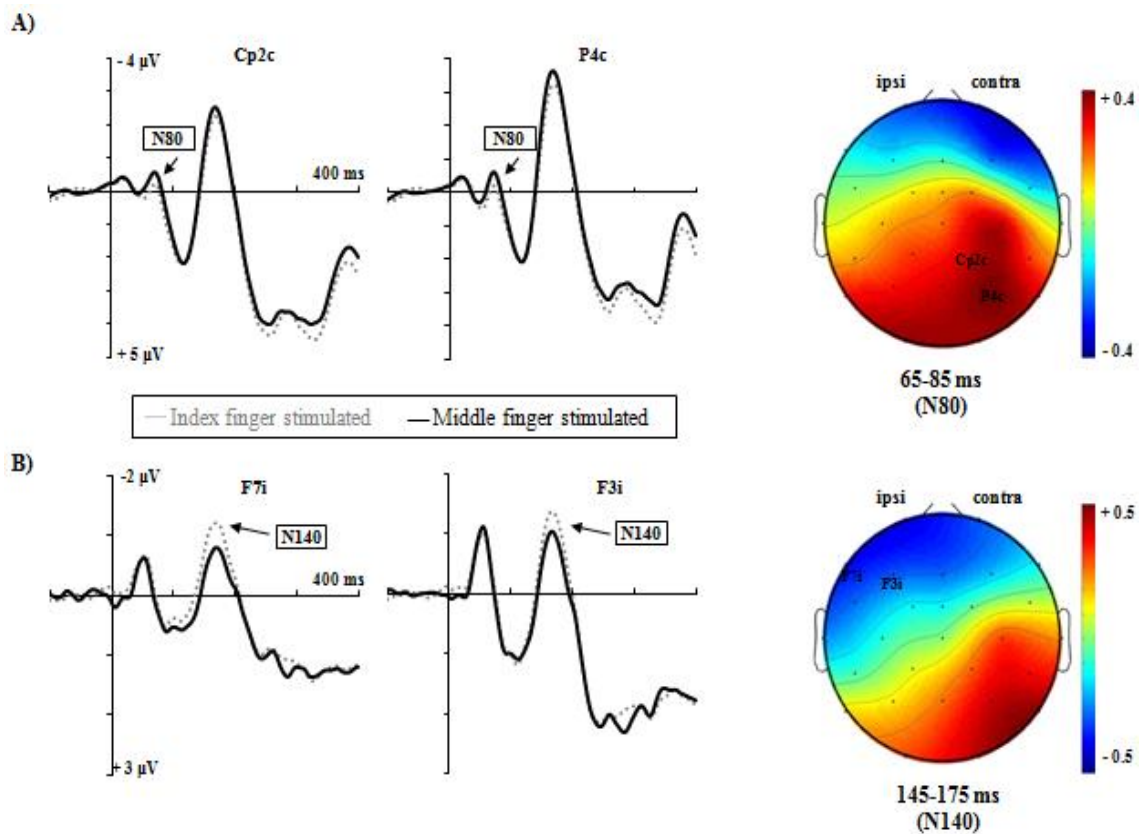 A)
- 4 µV
Cp2c
P4c
N80
N80
400 ms
+ 5 µV
ipsi
contra
+ 0.4
Cp2c
P4c
- 0.4
65-85 ms
(N80)
Index finger stimulated
Middle finger stimulated
B)
-2 µV
F7i
F3i
N140
N140
400 ms
+ 3 µV
ipsi
contra
+ 0.5
F7i
F3i
- 0.5
145-175 ms
(N140)